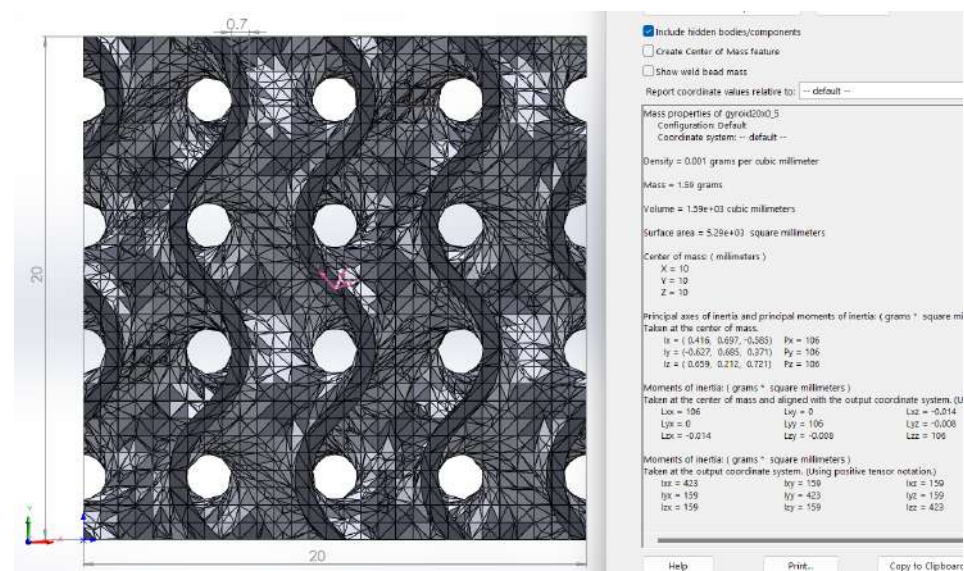 0.7
20
20
Include hidden bodies/components
Create Center of Mass feature
Show weld bead mass
Report coordinate values relative to: -- default --
Mass properties of gyroid20x0_5
Configuration: Default
Coordinate system: -- default --
Density = 0.001 grams per cubic millimeter
Mass = 1.59 grams
Volume = 1.59e+03 cubic millimeters
Surface area = 5.29e+03 square millimeters
Center of mass: ( millimeters )
X = 10
Y = 10
Z = 10
Principal axes of inertia and principal moments of inertia: ( grams * square mi
Taken at the center of mass.
Ix = ( 0.416, 0.697, -0.585) Px = 106
Iy = (-0.627, 0.685, 0.371) Py = 106
Iz = ( 0.659, 0.212, 0.721) Pz = 106
Moments of inertia: ( grams * square millimeters )
Taken at the center of mass and aligned with the output coordinate system. (U
Lxx = 106 Lxy = 0 Lxz = -0.014
Lyx = 0 Lyy = 106 Lyz = -0.008
Lzx = -0.014 Lzy = -0.008 Lzz = 106
Moments of inertia: ( grams * square millimeters )
Taken at the output coordinate system. (Using positive tensor notation.)
Ixx = 423 Ixy = 159 Ixz = 159
Iyx = 159 Iyy = 423 Iyz = 159
Izx = 159 Izy = 159 Izz = 423
Help Print... Copy to Clipboard